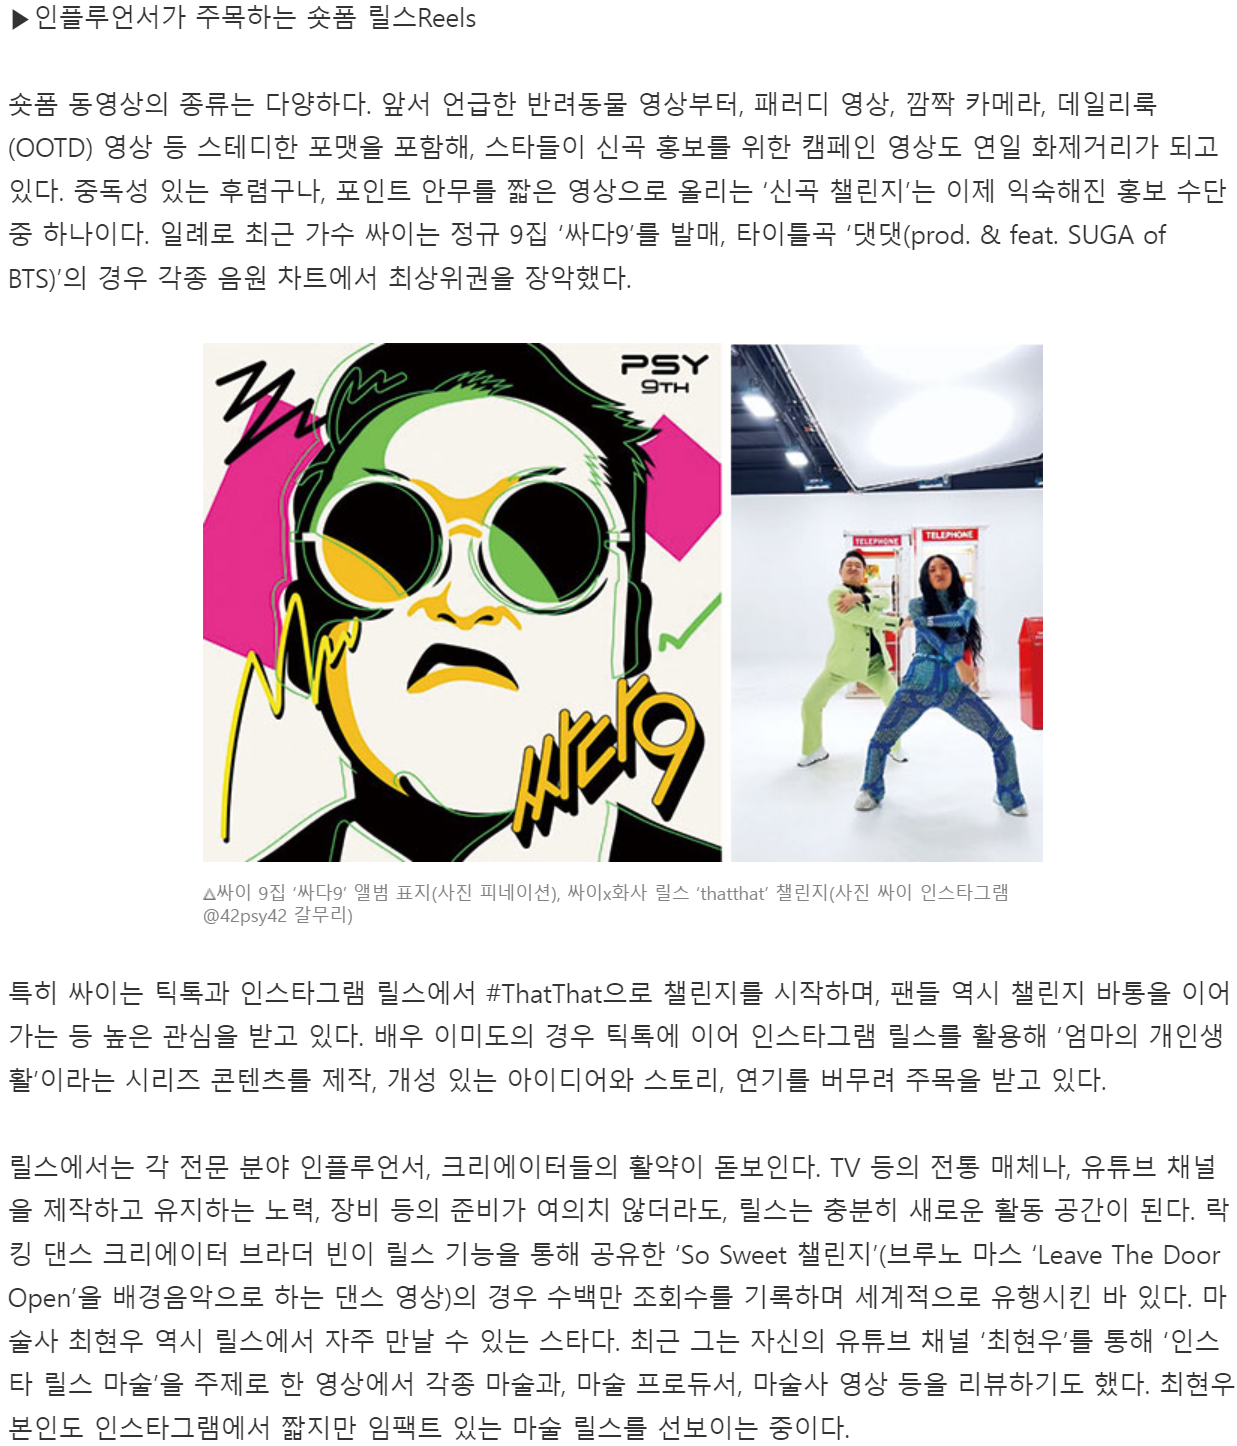 ▶인플루언서가 주목하는 숏폼 릴스Reels
숏폼 동영상의 종류는 다양하다. 앞서 언급한 반려동물 영상부터, 패러디 영상, 깜짝 카메라, 데일리룩
(OOTD) 영상 등 스테디한 포맷을 포함해, 스타들이 신곡 홍보를 위한 캠페인 영상도 연일 화제거리가 되고
있다. 중독성 있는 후렴구나, 포인트 안무를 짧은 영상으로 올리는 ‘신곡 챌린지’는 이제 익숙해진 홍보 수단
중 하나이다. 일례로 최근 가수 싸이는 정규 9집 ‘싸다9’를 발매, 타이틀곡 ‘댓댓(prod. & feat. SUGA of
BTS)’의 경우 각종 음원 차트에서 최상위권을 장악했다.
PSY
9TH
싸다9
TELEPHONE
TELEPHONE
△싸이 9집 ‘싸다9’ 앨범 표지(사진 피네이션), 싸이x화사 릴스 ‘thatthat’ 챌린지(사진 싸이 인스타그램
@42psy42 갈무리)
특히 싸이는 틱톡과 인스타그램 릴스에서 #ThatThat으로 챌린지를 시작하며, 팬들 역시 챌린지 바통을 이어
가는 등 높은 관심을 받고 있다. 배우 이미도의 경우 틱톡에 이어 인스타그램 릴스를 활용해 ‘엄마의 개인생
활’이라는 시리즈 콘텐츠를 제작, 개성 있는 아이디어와 스토리, 연기를 버무려 주목을 받고 있다.
릴스에서는 각 전문 분야 인플루언서, 크리에이터들의 활약이 돋보인다. TV 등의 전통 매체나, 유튜브 채널
을 제작하고 유지하는 노력, 장비 등의 준비가 여의치 않더라도, 릴스는 충분히 새로운 활동 공간이 된다. 락
킹 댄스 크리에이터 브라더 빈이 릴스 기능을 통해 공유한 ‘So Sweet 챌린지’(브루노 마스 ‘Leave The Door
Open’을 배경음악으로 하는 댄스 영상)의 경우 수백만 조회수를 기록하며 세계적으로 유행시킨 바 있다. 마
술사 최현우 역시 릴스에서 자주 만날 수 있는 스타다. 최근 그는 자신의 유튜브 채널 ‘최현우’를 통해 ‘인스
타 릴스 마술’을 주제로 한 영상에서 각종 마술과, 마술 프로듀서, 마술사 영상 등을 리뷰하기도 했다. 최현우
본인도 인스타그램에서 짧지만 임팩트 있는 마술 릴스를 선보이는 중이다.